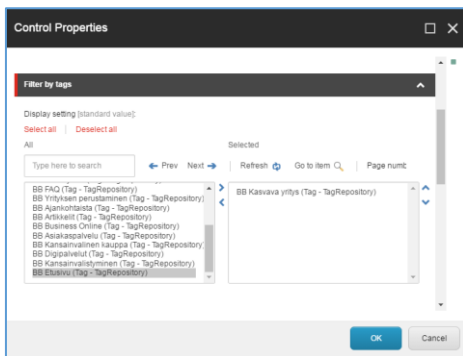 Control Properties
Filter by tags
Display setting [standard value]:
Select all | Deselect all
All
Selected
Type here to search
Prev Next
Refresh
Go to item
Page numb
BB FAQ (Tag - TagRepository)
BB Yrityksen perustaminen (Tag - TagRepository)
BB Ajankohtaista (Tag - TagRepository)
BB Artikkelit (Tag - TagRepository)
BB Business Online (Tag - TagRepository)
BB Asiakaspalvelu (Tag - TagRepository)
BB Kansainvalinen kauppa (Tag - TagRepository)
BB Digipalvelut (Tag - TagRepository)
BB Kansainvalistyminen (Tag - TagRepository)
BB Etusivu (Tag - TagRepository)
BB Kasvava yritys (Tag - TagRepository)
OK
Cancel